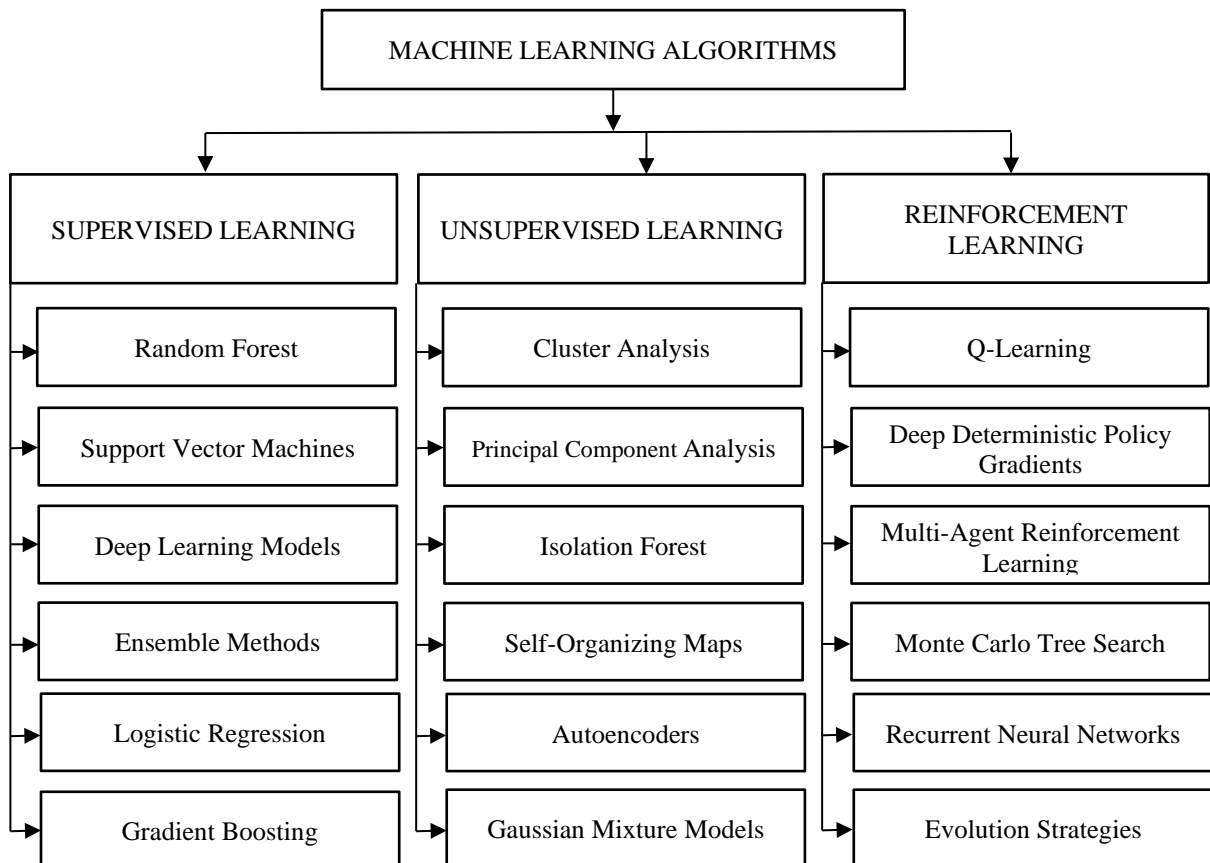 MACHINE LEARNING ALGORITHMS
SUPERVISED LEARNING
Random Forest
Support Vector Machines
Deep Learning Models
Ensemble Methods
Logistic Regression
Gradient Boosting
UNSUPERVISED LEARNING
Cluster Analysis
Principal Component Analysis
Isolation Forest
Self-Organizing Maps
Autoencoders
Gaussian Mixture Models
REINFORCEMENT
LEARNING
Q-Learning
Deep Deterministic Policy
Gradients
Multi-Agent Reinforcement
Learning
Monte Carlo Tree Search
Recurrent Neural Networks
Evolution Strategies